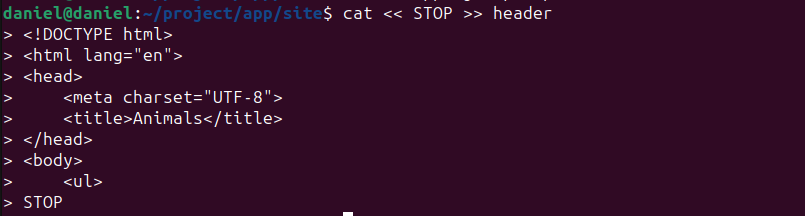 daniel@daniel:~/project/app/site$ cat << STOP >> header
> <!DOCTYPE html>
> <html lang="en">
> <head>
>     <meta charset="UTF-8">
>     <title>Animals</title>
> </head>
> <body>
>     <ul>
> STOP